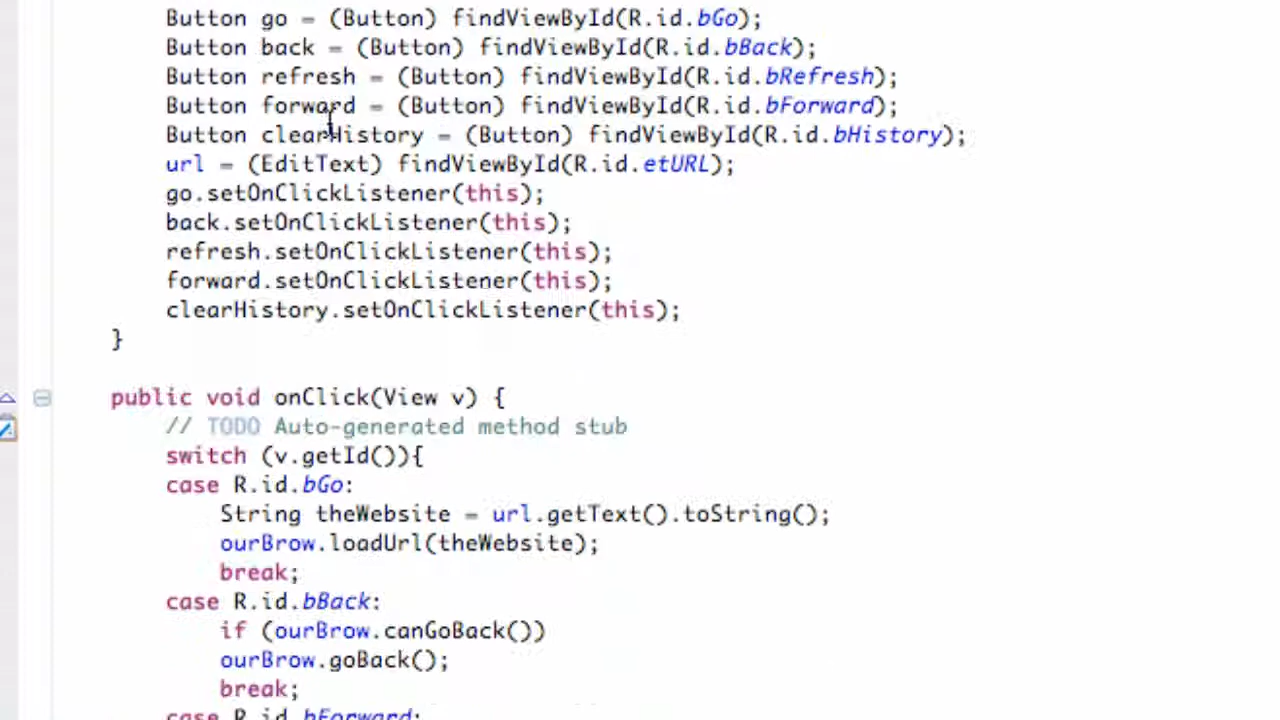 Button go = (Button) findViewById(R.id.bGo);
Button back = (Button) findViewById(R.id.bBack);
Button refresh = (Button) findViewById(R.id.bRefresh);
Button forward = (Button) findViewById(R.id.bForward);
Button clearHistory = (Button) findViewById(R.id.bHistory);
url = (EditText) findViewById(R.id.etURL);
go.setOnClickListener(this);
back.setOnClickListener(this);
refresh.setOnClickListener(this);
forward.setOnClickListener(this);
clearHistory.setOnClickListener(this);
}
public void onClick(View v) {
// TODO Auto-generated method stub
switch (v.getId()){
case R.id.bGo:
String theWebsite = url.getText().toString();
ourBrow.loadUrl(theWebsite);
break;
case R.id.bBack:
if (ourBrow.canGoBack())
ourBrow.goBack();
break;
case R.id.bForward: